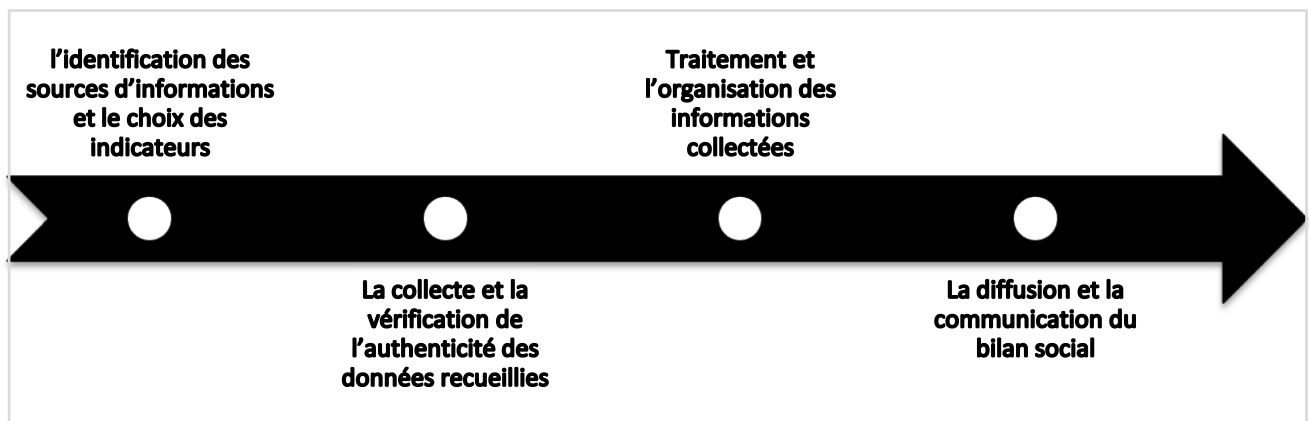 l’identification des
sources d’informations
et le choix des
indicateurs
La collecte et la
vérification de
l’authenticité des
données recueillies
Traitement et
l’organisation des
informations
collectées
La diffusion et la
communication du
bilan social